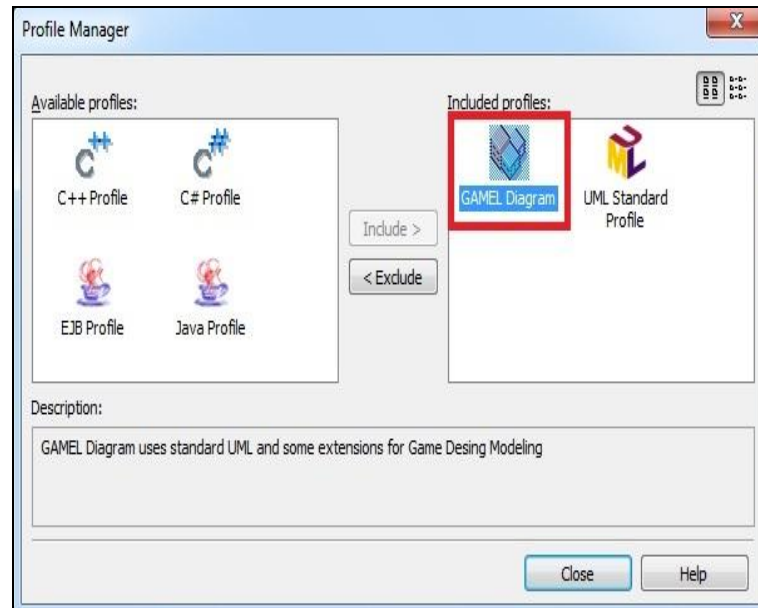 Profile Manager
X
Available profiles:
Included profiles:
C++
C++ Profile
C#
C# Profile
EJB Profile
Java Profile
Include >
< Exclude
GAMEL Diagram
UML
UML Standard
Profile
Description:
GAMEL Diagram uses standard UML and some extensions for Game Desing Modeling
Close
Help